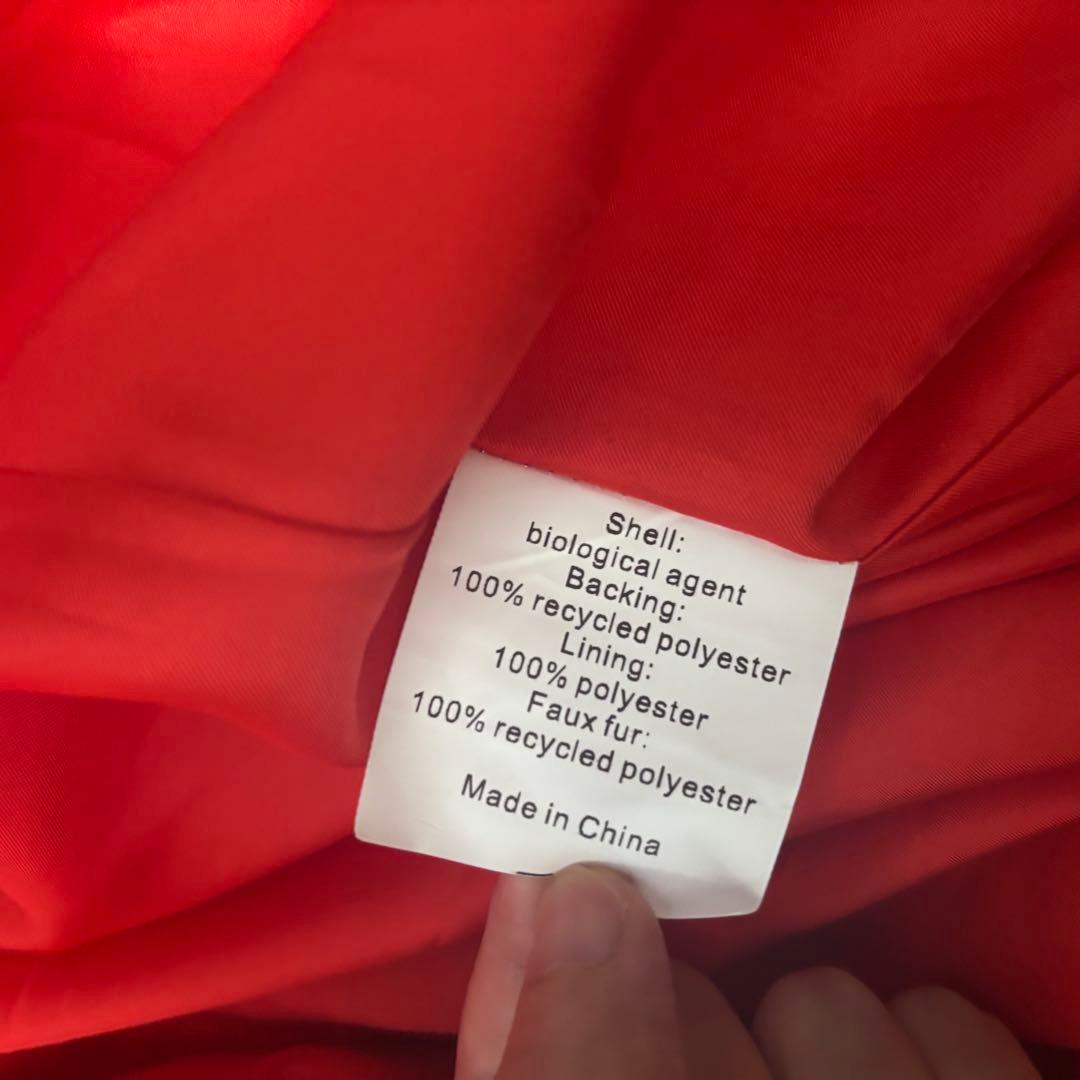 Shell:
biological agent
Backing:
100% recycled polyester
Lining:
100% polyester
Faux fur:
100% recycled polyester
Made in China